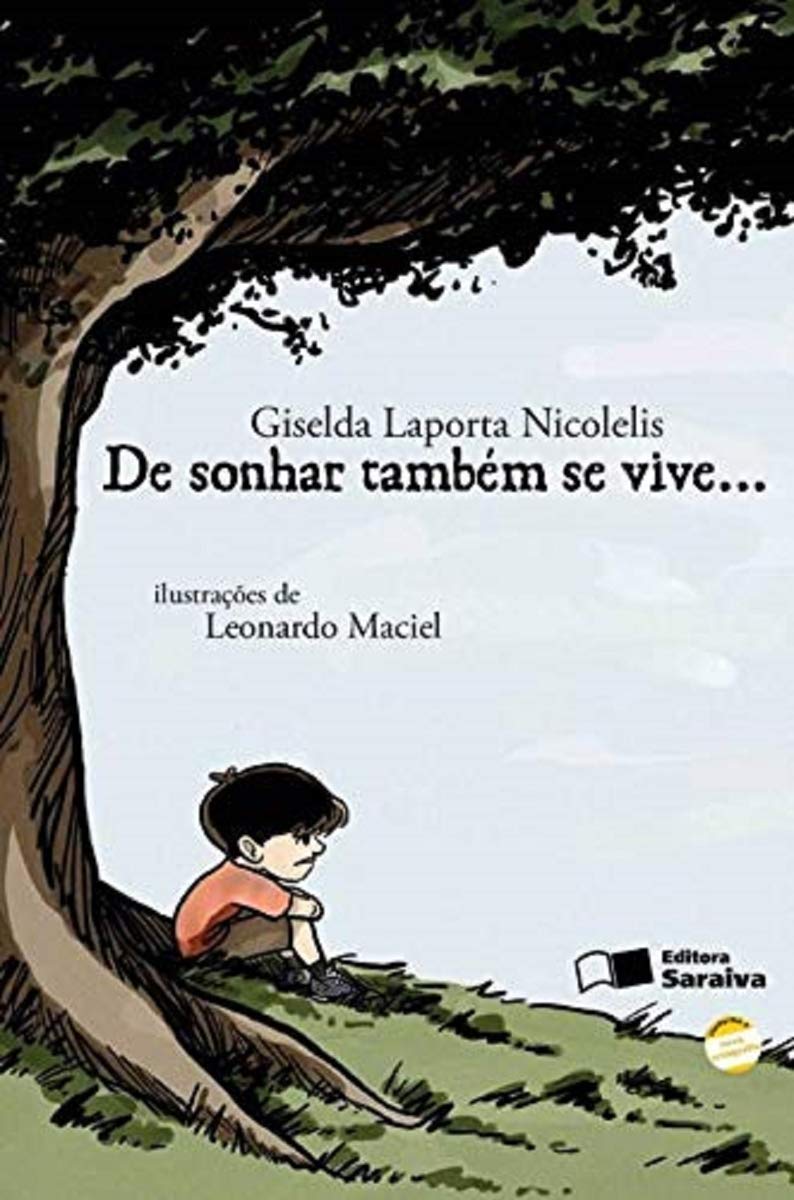 Giselda Laporta Nicolelis
De sonhar também se vive...
ilustrações de
Leonardo Maciel
Editora
Saraiva